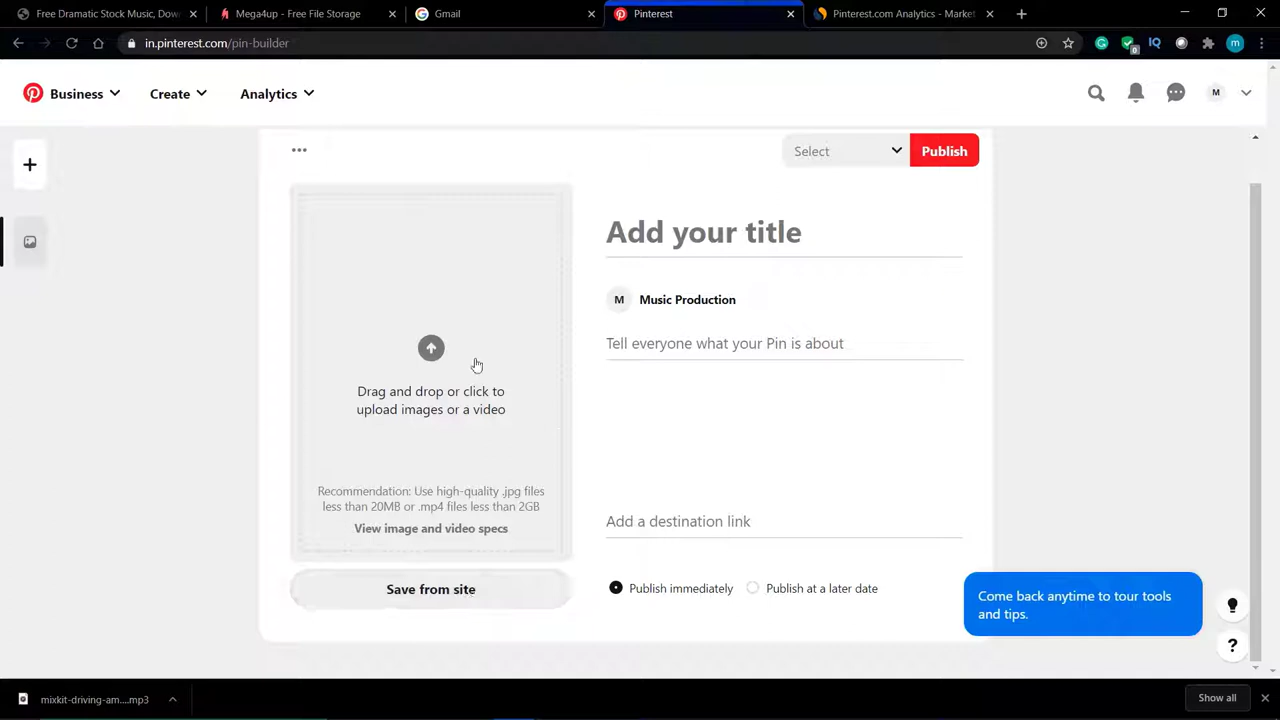 Free Dramatic Stock Music, Dow
Mega4up - Free File Storage
Gmail
Pinterest
Pinterest.com Analytics - Market
in.pinterest.com/pin-builder
0
IQ
m
Business
Create
Analytics
M
Select
Publish
Add your title
M
Music Production
Tell everyone what your Pin is about
Drag and drop or click to
upload images or a video
Recommendation: Use high-quality .jpg files
less than 20MB or .mp4 files less than 2GB
View image and video specs
Add a destination link
Save from site
Publish immediately
Publish at a later date
Come back anytime to tour tools
and tips.
?
mixkit-driving-am....mp3
Show all